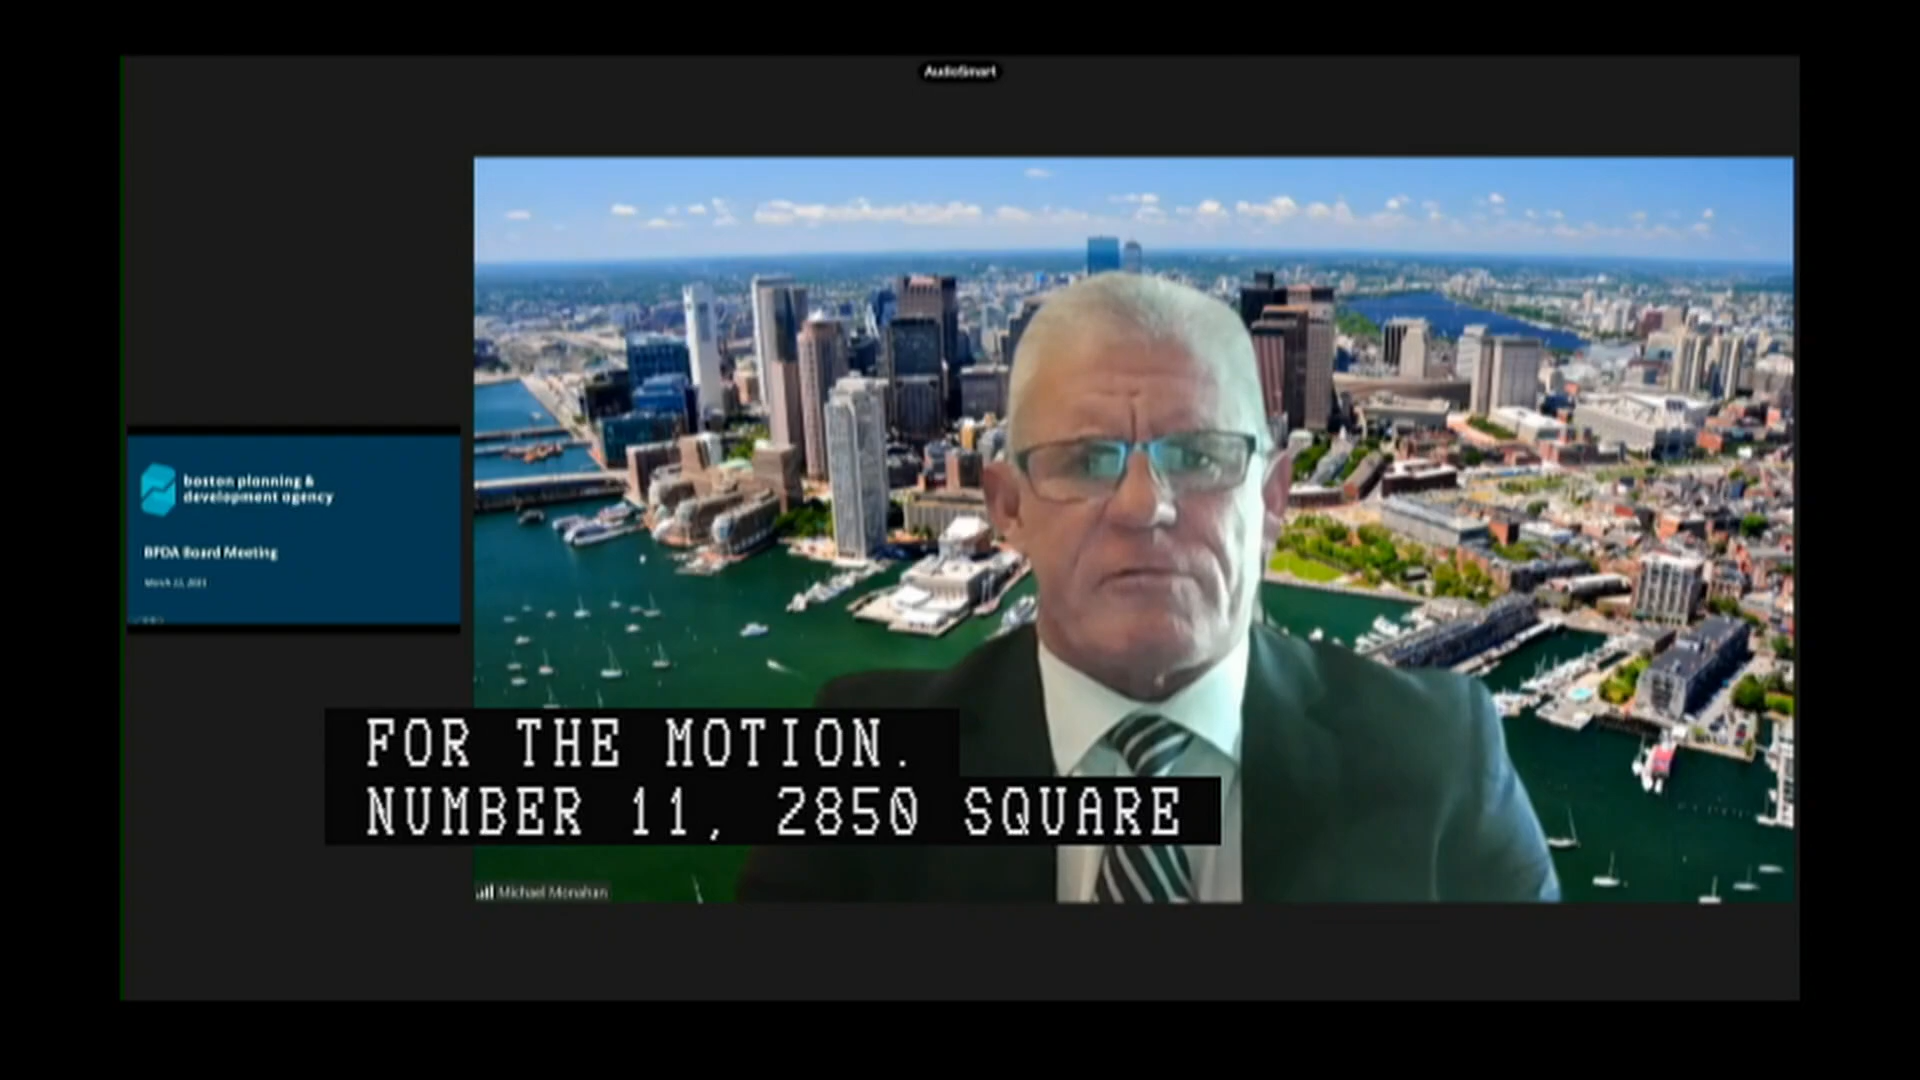 AudioSmart
boston planning &
development agency
BPDA Board Meeting
FOR THE MOTION.
NUMBER 11, 2850 SQUARE
Michael Monahan